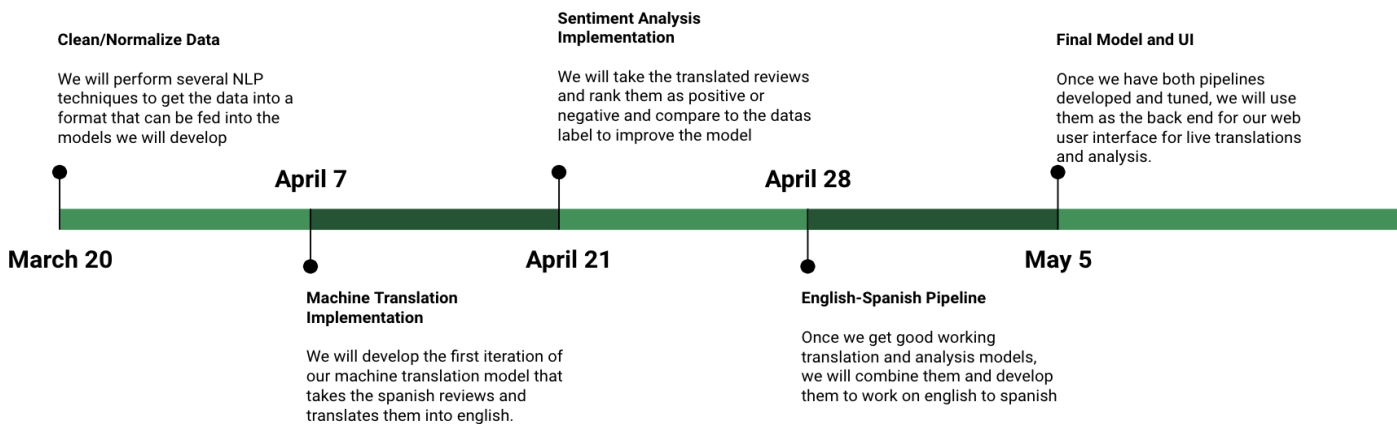 Clean/Normalize Data
We will perform several NLP
techniques to get the data into a
format that can be fed into the
models we will develop
March 20
April 7
Machine Translation
Implementation
We will develop the first iteration of
our machine translation model that
takes the spanish reviews and
translates them into english.
Sentiment Analysis
Implementation
We will take the translated reviews
and rank them as positive or
negative and compare to the datas
label to improve the model
April 21
April 28
English-Spanish Pipeline
Once we get good working
translation and analysis models,
we will combine them and develop
them to work on english to spanish
Final Model and UI
Once we have both pipelines
developed and tuned, we will use
them as the back end for our web
user interface for live translations
and analysis.
May 5